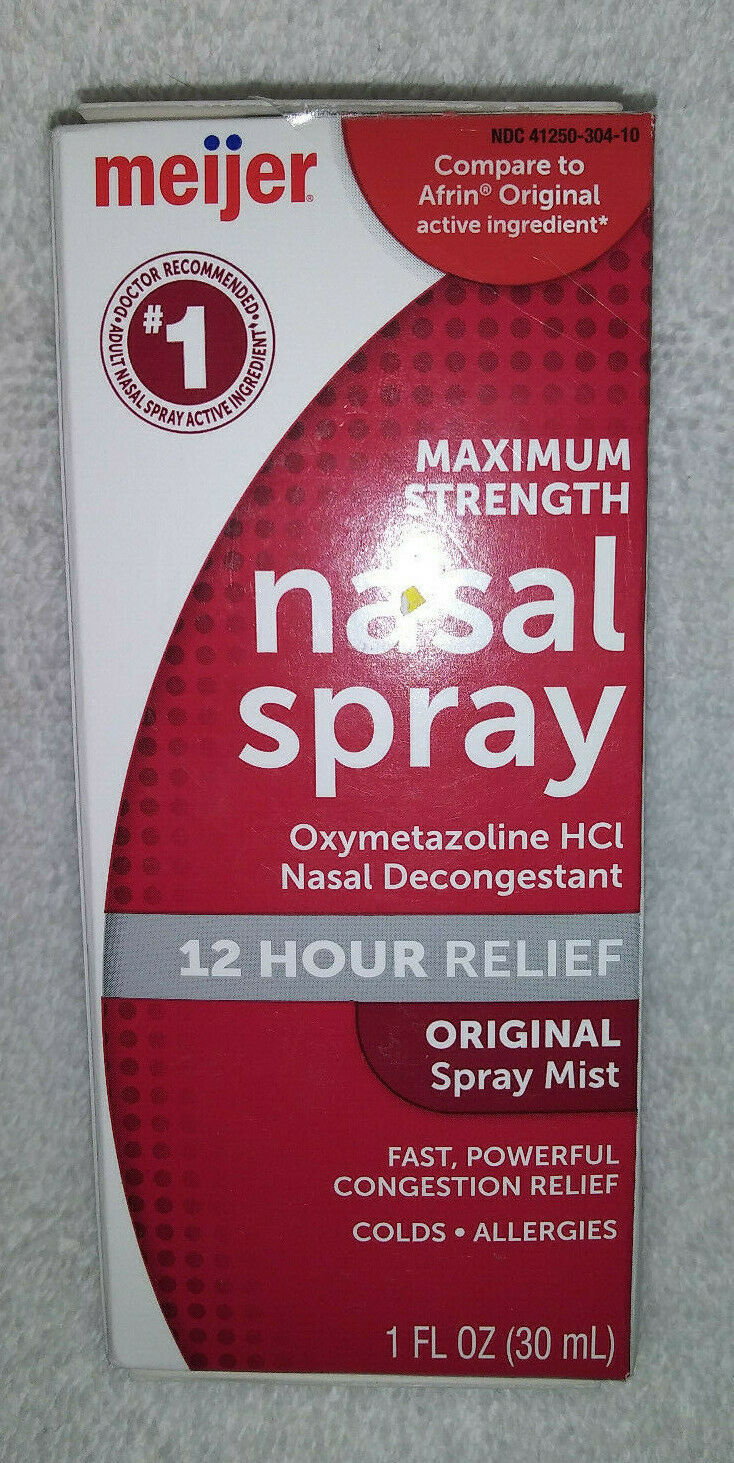 meijer®
NDC 41250-304-10
Compare to
Afrin® Original
active ingredient*
•DOCTOR RECOMMENDED•
#1
ADULT NASAL SPRAY ACTIVE INGREDIENT†
MAXIMUM
STRENGTH
nasal
spray
Oxymetazoline HCl
Nasal Decongestant
12 HOUR RELIEF
ORIGINAL
Spray Mist
FAST, POWERFUL
CONGESTION RELIEF
COLDS • ALLERGIES
1 FL OZ (30 mL)